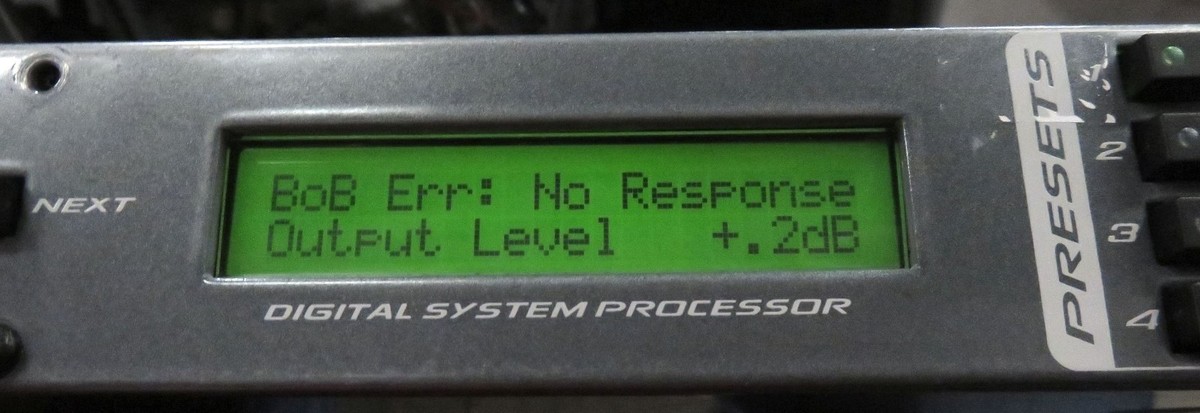 NEXT
BoB Err: No Response
Output Level +.2dB
DIGITAL SYSTEM PROCESSOR
PRESETS
1
2
3
4